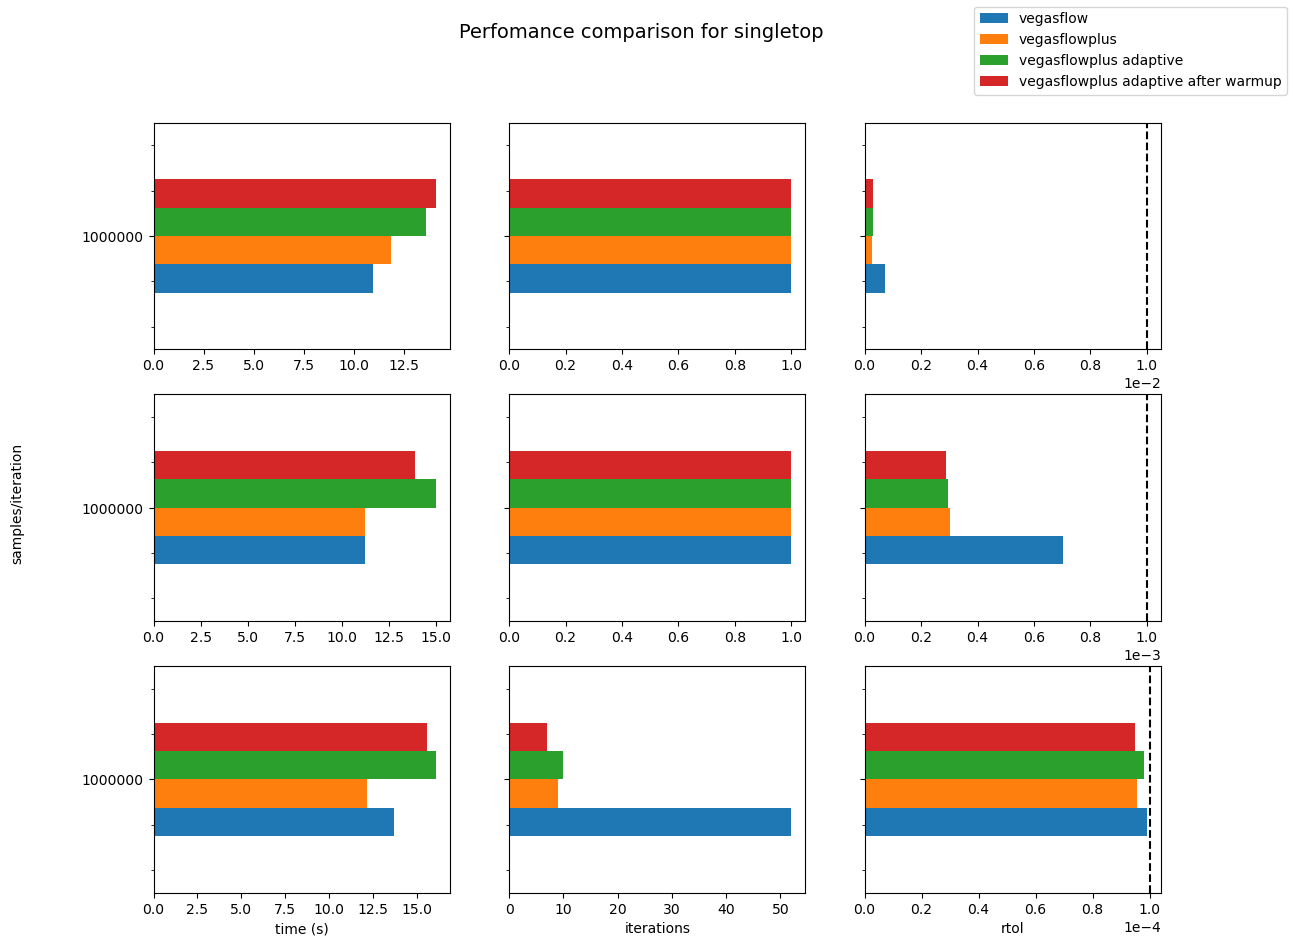 Perfomance comparison for singletop
vegasflow
vegasflowplus
vegasflowplus adaptive
vegasflowplus adaptive after warmup
1000000
0.0 2.5 5.0 7.5 10.0 12.5
0.0 0.2 0.4 0.6 0.8 1.0
0.0 0.2 0.4 0.6 0.8 1.0
1e−2
samples/iteration
1000000
0.0 2.5 5.0 7.5 10.0 12.5 15.0
0.0 0.2 0.4 0.6 0.8 1.0
0.0 0.2 0.4 0.6 0.8 1.0
1e−3
1000000
0.0 2.5 5.0 7.5 10.0 12.5 15.0
0 10 20 30 40 50
0.0 0.2 0.4 0.6 0.8 1.0
1e−4
time (s)
iterations
rtol